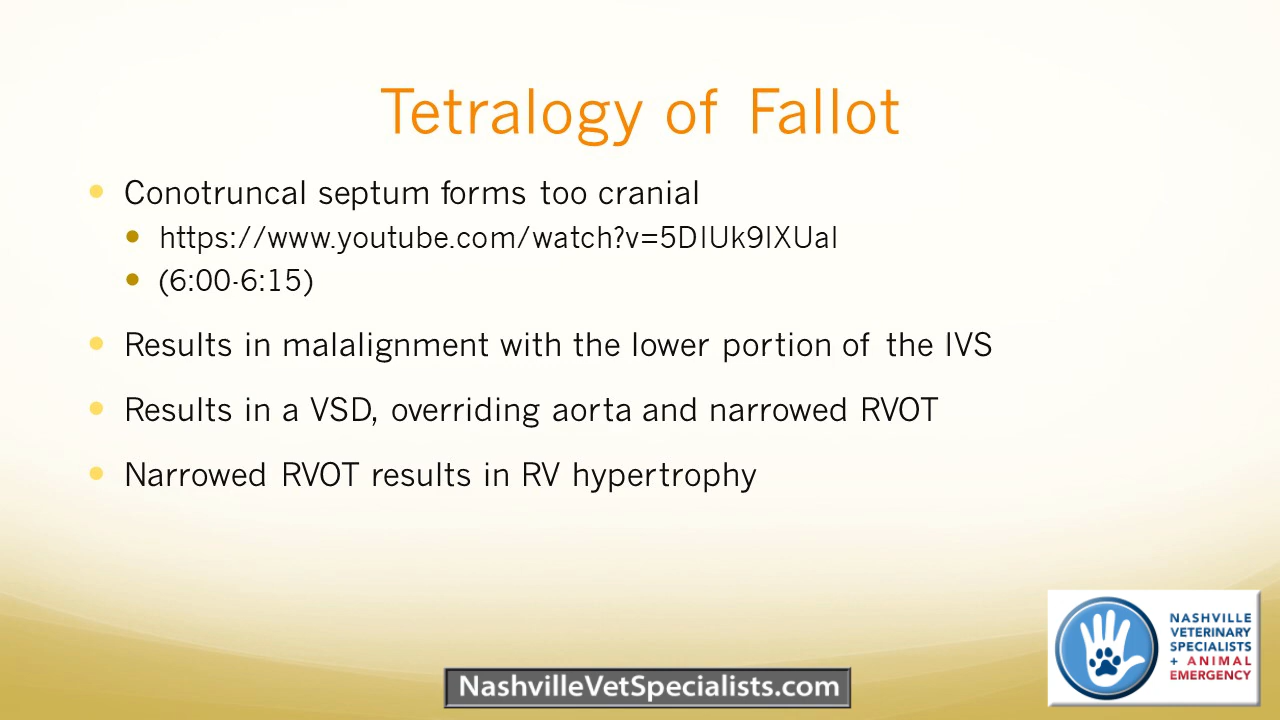 Tetralogy of Fallot
Conotruncal septum forms too cranial
https://www.youtube.com/watch?v=5DIUk9IXUaI
(6:00-6:15)
Results in malalignment with the lower portion of the IVS
Results in a VSD, overriding aorta and narrowed RVOT
Narrowed RVOT results in RV hypertrophy
NASHVILLE
VETERINARY
SPECIALISTS
+ ANIMAL
EMERGENCY
NashvilleVetSpecialists.com